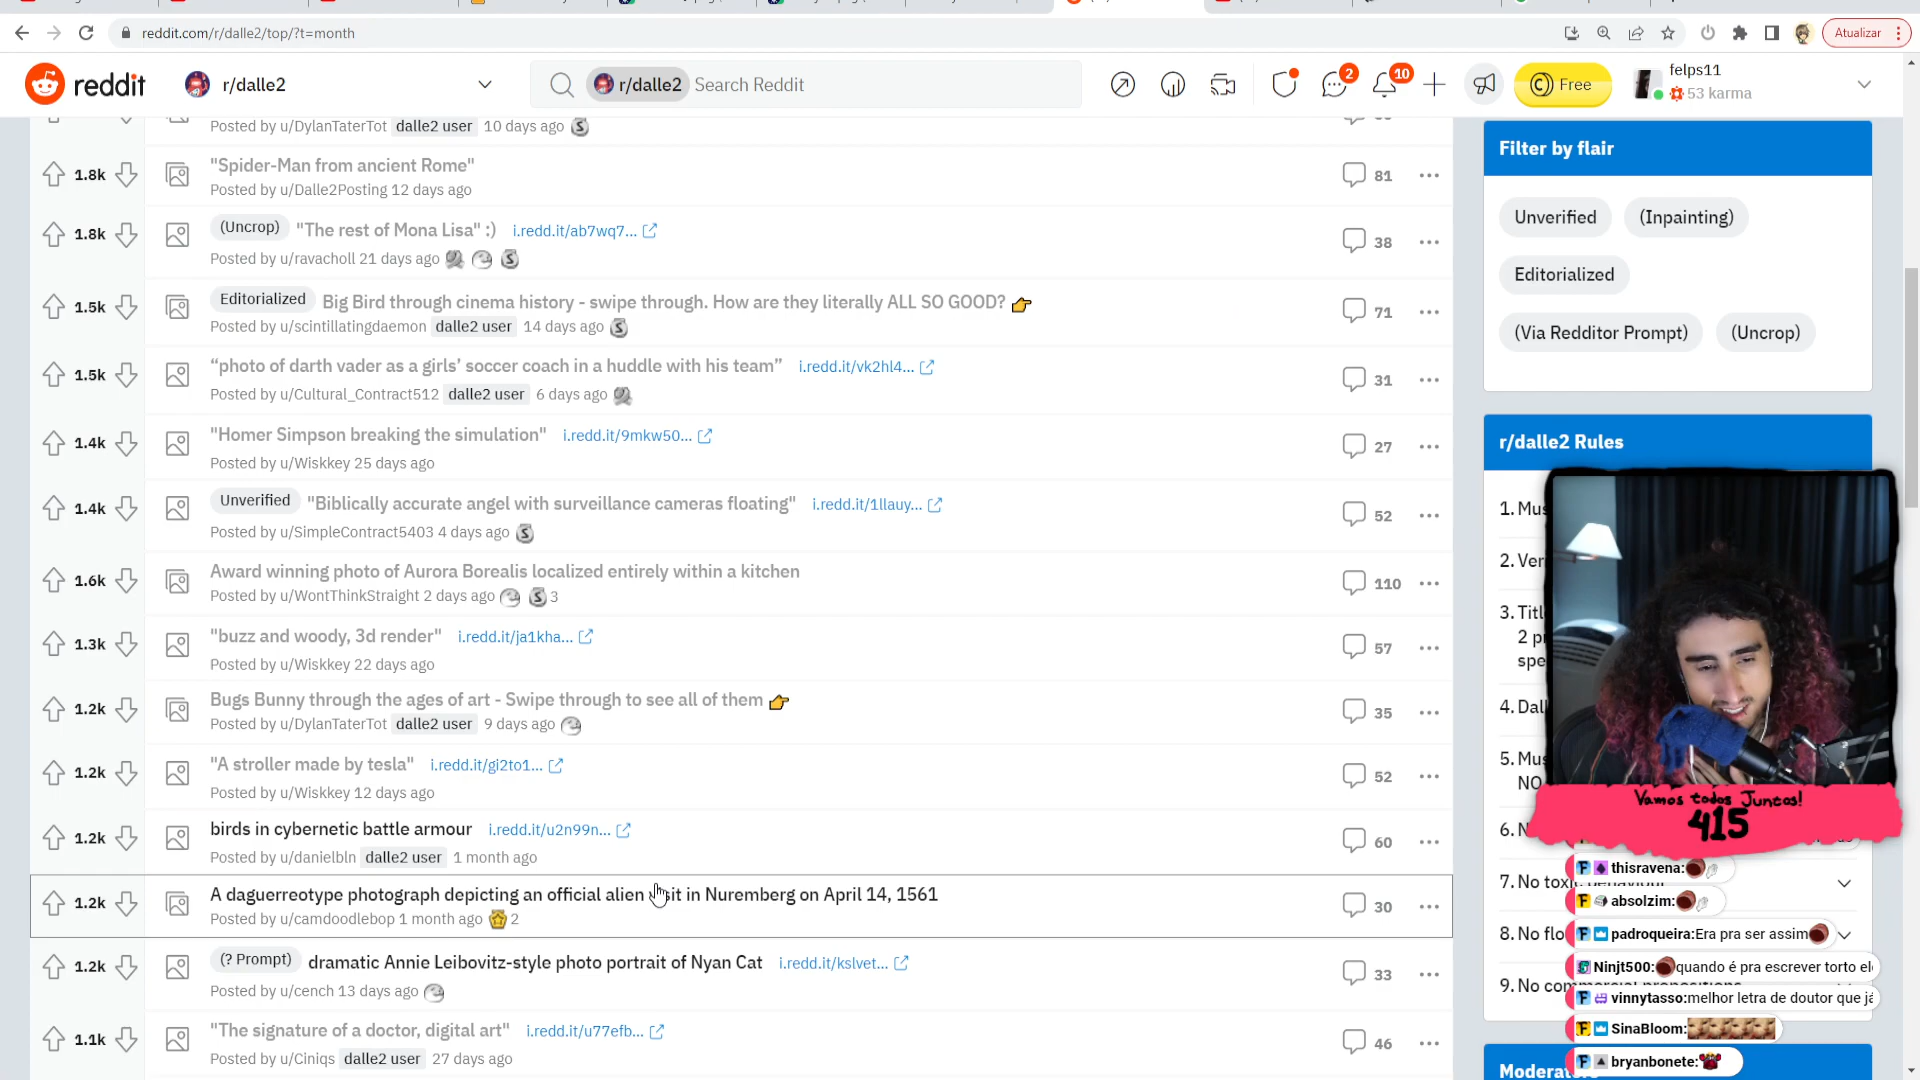 reddit.com/r/dalle2/top/?t=month
Atualizar
reddit
r/dalle2
r/dalle2 Search Reddit
2
10
Free
felps11
53 karma
Posted by u/DylanTaterTot dalle2 user 10 days ago
1.8k "Spider-Man from ancient Rome" 81
Posted by u/Dalle2Posting 12 days ago
1.8k (Uncrop) "The rest of Mona Lisa" :) i.redd.it/ab7wq7... 38
Posted by u/ravacholl 21 days ago
1.5k Editorialized Big Bird through cinema history - swipe through. How are they literally ALL SO GOOD? 👉 71
Posted by u/scintillatingdaemon dalle2 user 14 days ago
1.5k “photo of darth vader as a girls’ soccer coach in a huddle with his team” i.redd.it/vk2hl4... 31
Posted by u/Cultural_Contract512 dalle2 user 6 days ago
1.4k "Homer Simpson breaking the simulation" i.redd.it/9mkw50... 27
Posted by u/Wiskkey 25 days ago
1.4k Unverified "Biblically accurate angel with surveillance cameras floating" i.redd.it/1llauy... 52
Posted by u/SimpleContract5403 4 days ago
1.6k Award winning photo of Aurora Borealis localized entirely within a kitchen 110
Posted by u/WontThinkStraight 2 days ago 3
1.3k "buzz and woody, 3d render" i.redd.it/ja1kha... 57
Posted by u/Wiskkey 22 days ago
1.2k Bugs Bunny through the ages of art - Swipe through to see all of them 👉 35
Posted by u/DylanTaterTot dalle2 user 9 days ago
1.2k "A stroller made by tesla" i.redd.it/gi2to1... 52
Posted by u/Wiskkey 12 days ago
1.2k birds in cybernetic battle armour i.redd.it/u2n99n... 60
Posted by u/danielbln dalle2 user 1 month ago
1.2k A daguerreotype photograph depicting an official alien visit in Nuremberg on April 14, 1561 30
Posted by u/camdoodlebop 1 month ago 2
1.2k (? Prompt) dramatic Annie Leibovitz-style photo portrait of Nyan Cat i.redd.it/kslvet... 33
Posted by u/cench 13 days ago
1.1k "The signature of a doctor, digital art" i.redd.it/u77efb... 46
Posted by u/Ciniqs dalle2 user 27 days ago
Filter by flair
Unverified (Inpainting)
Editorialized
(Via Redditor Prompt) (Uncrop)
r/dalle2 Rules
1.
2.
3.
2
4.
5.
NO
6.
7. No toxic behaviour
8. No
9. No
Moderat
Vamos todos Juntos!
415
thisravena:
absolzim:
padroqueira:Era pra ser assim
Ninjt500: quando é pra escrever torto
vinnytasso:melhor letra de doutor que já
SinaBloom:
bryanbonete: